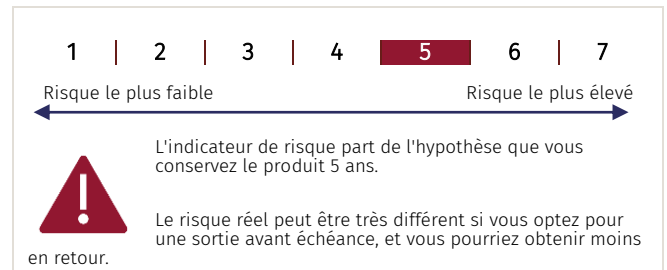 1 | 2 | 3 | 4 | 5 | 6 | 7
Risque le plus faible Risque le plus élevé
L'indicateur de risque part de l'hypothèse que vous
conservez le produit 5 ans.
Le risque réel peut être très différent si vous optez pour
une sortie avant échéance, et vous pourriez obtenir moins
en retour.